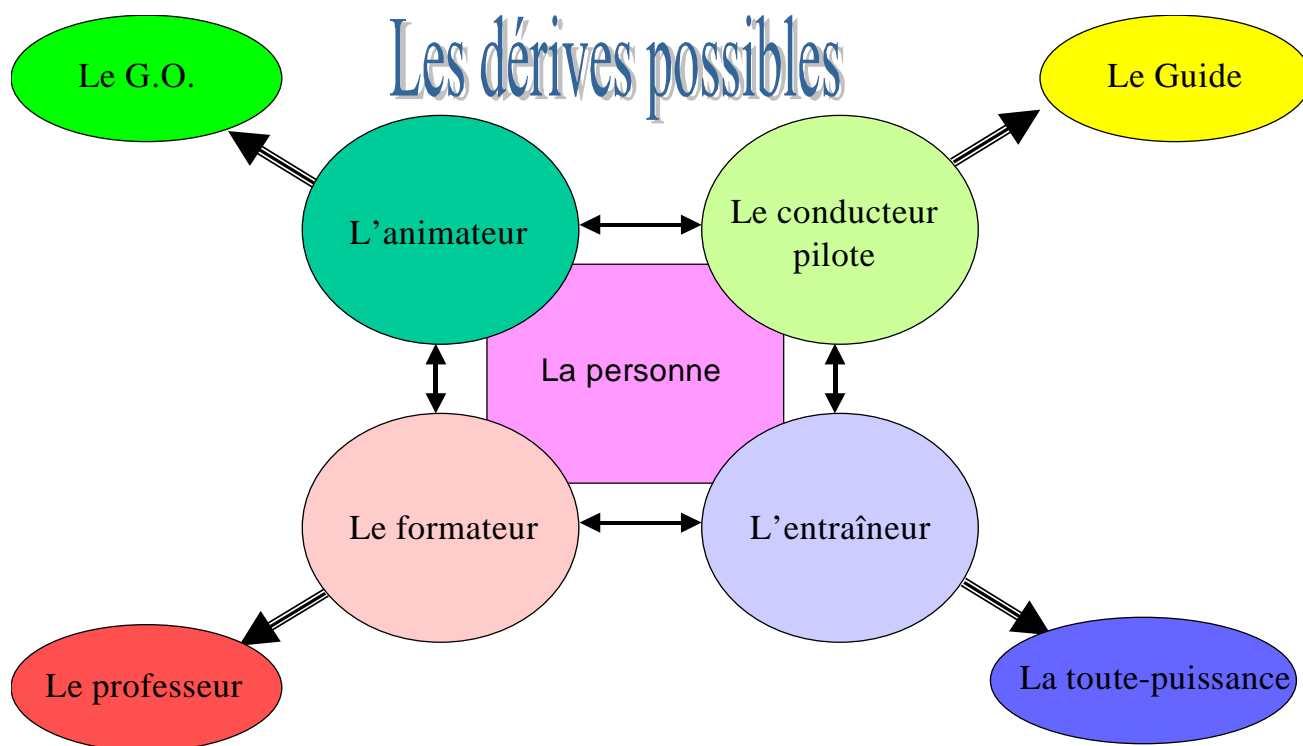 Les dérives possibles
Le G.O.
Le Guide
L'animateur
Le conducteur
pilote
La personne
Le formateur
L'entraîneur
Le professeur
La toute-puissance